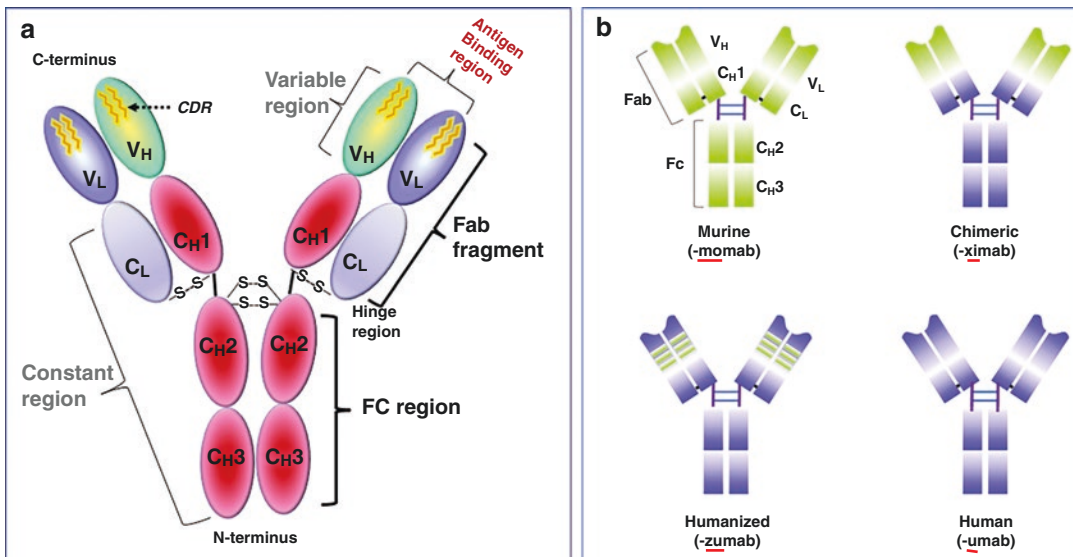 a
C-terminus
CDR
VH
VL
CH1
CL
S-S
Variable
region
Antigen
Binding
region
VH
VL
CH1
CL
S-S
Fab
fragment
S-S
S-S
Hinge
region
Constant
region
CH2
CH2
FC region
CH3
CH3
N-terminus
b
VH
CH1
VL
CL
Fab
Fc
CH2
CH3
Murine
(-momab)
Chimeric
(-ximab)
Humanized
(-zumab)
Human
(-umab)